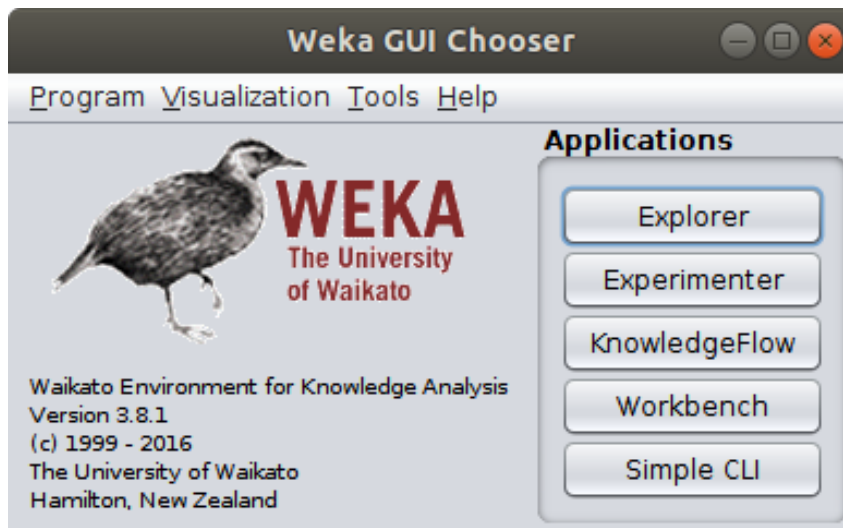 Weka GUI Chooser
Program Visualization Tools Help
WEKA
The University
of Waikato
Waikato Environment for Knowledge Analysis
Version 3.8.1
(c) 1999 - 2016
The University of Waikato
Hamilton, New Zealand
Applications
Explorer
Experimenter
KnowledgeFlow
Workbench
Simple CLI